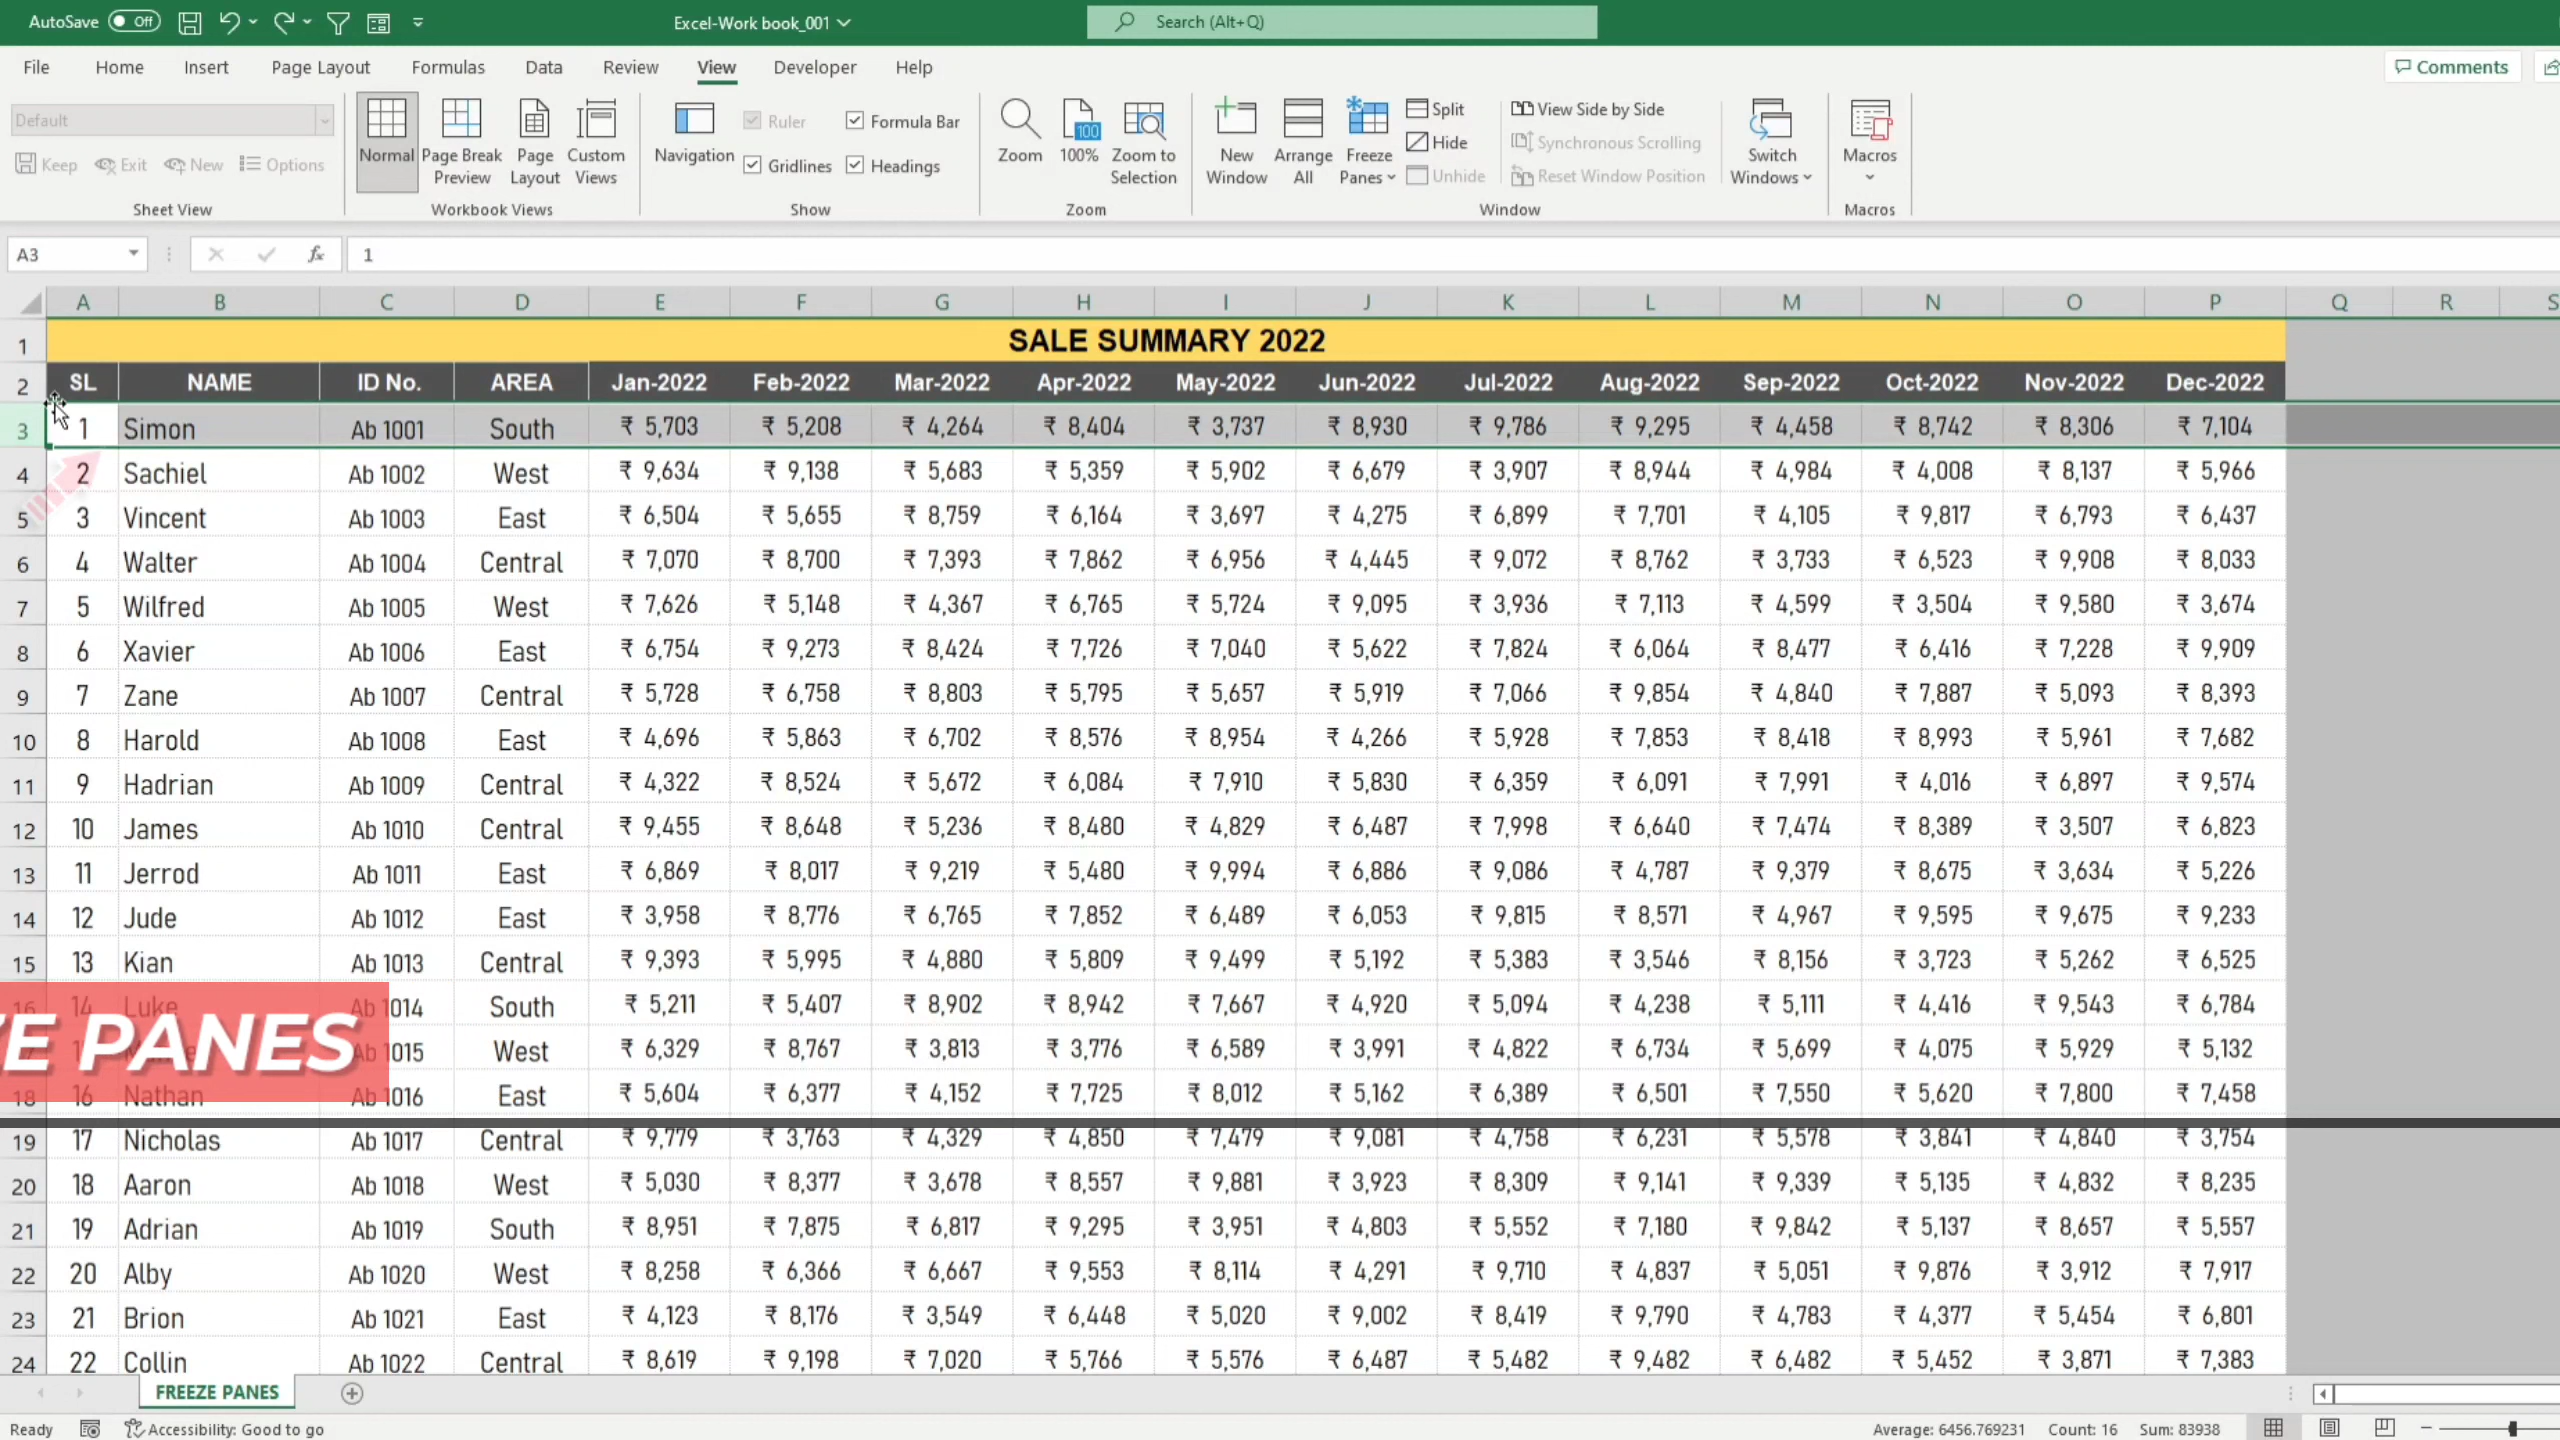 AutoSave Off Excel-Work book_001 Search (Alt+Q)
File Home Insert Page Layout Formulas Data Review View Developer Help Comments
Default Normal Page Break Preview Page Layout Custom Views Navigation Ruler Formula Bar Gridlines Headings Zoom 100 100% Zoom to Selection New Window Arrange All Freeze Panes Split Hide Unhide View Side by Side Synchronous Scrolling Reset Window Position Switch Windows Macros
Keep Exit New Options
Sheet View Workbook Views Show Zoom Window Macros
A3 fx 1
A B C D E F G H I J K L M N O P Q R S
1 SALE SUMMARY 2022
2 SL NAME ID No. AREA Jan-2022 Feb-2022 Mar-2022 Apr-2022 May-2022 Jun-2022 Jul-2022 Aug-2022 Sep-2022 Oct-2022 Nov-2022 Dec-2022
3 1 Simon Ab 1001 South ₹ 5,703 ₹ 5,208 ₹ 4,264 ₹ 8,404 ₹ 3,737 ₹ 8,930 ₹ 9,786 ₹ 9,295 ₹ 4,458 ₹ 8,742 ₹ 8,306 ₹ 7,104
4 2 Sachiel Ab 1002 West ₹ 9,634 ₹ 9,138 ₹ 5,683 ₹ 5,359 ₹ 5,902 ₹ 6,679 ₹ 3,907 ₹ 8,944 ₹ 4,984 ₹ 4,008 ₹ 8,137 ₹ 5,966
5 3 Vincent Ab 1003 East ₹ 6,504 ₹ 5,655 ₹ 8,759 ₹ 6,164 ₹ 3,697 ₹ 4,275 ₹ 6,899 ₹ 7,701 ₹ 4,105 ₹ 9,817 ₹ 6,793 ₹ 6,437
6 4 Walter Ab 1004 Central ₹ 7,070 ₹ 8,700 ₹ 7,393 ₹ 7,862 ₹ 6,956 ₹ 4,445 ₹ 9,072 ₹ 8,762 ₹ 3,733 ₹ 6,523 ₹ 9,908 ₹ 8,033
7 5 Wilfred Ab 1005 West ₹ 7,626 ₹ 5,148 ₹ 4,367 ₹ 6,765 ₹ 5,724 ₹ 9,095 ₹ 3,936 ₹ 7,113 ₹ 4,599 ₹ 3,504 ₹ 9,580 ₹ 3,674
8 6 Xavier Ab 1006 East ₹ 6,754 ₹ 9,273 ₹ 8,424 ₹ 7,726 ₹ 7,040 ₹ 5,622 ₹ 7,824 ₹ 6,064 ₹ 8,477 ₹ 6,416 ₹ 7,228 ₹ 9,909
9 7 Zane Ab 1007 Central ₹ 5,728 ₹ 6,758 ₹ 8,803 ₹ 5,795 ₹ 5,657 ₹ 5,919 ₹ 7,066 ₹ 9,854 ₹ 4,840 ₹ 7,887 ₹ 5,093 ₹ 8,393
10 8 Harold Ab 1008 East ₹ 4,696 ₹ 5,863 ₹ 6,702 ₹ 8,576 ₹ 8,954 ₹ 4,266 ₹ 5,928 ₹ 7,853 ₹ 8,418 ₹ 8,993 ₹ 5,961 ₹ 7,682
11 9 Hadrian Ab 1009 Central ₹ 4,322 ₹ 8,524 ₹ 5,672 ₹ 6,084 ₹ 7,910 ₹ 5,830 ₹ 6,359 ₹ 6,091 ₹ 7,991 ₹ 4,016 ₹ 6,897 ₹ 9,574
12 10 James Ab 1010 Central ₹ 9,455 ₹ 8,648 ₹ 5,236 ₹ 8,480 ₹ 4,829 ₹ 6,487 ₹ 7,998 ₹ 6,640 ₹ 7,474 ₹ 8,389 ₹ 3,507 ₹ 6,823
13 11 Jerrod Ab 1011 East ₹ 6,869 ₹ 8,017 ₹ 9,219 ₹ 5,480 ₹ 9,994 ₹ 6,886 ₹ 9,086 ₹ 4,787 ₹ 9,379 ₹ 8,675 ₹ 3,634 ₹ 5,226
14 12 Jude Ab 1012 East ₹ 3,958 ₹ 8,776 ₹ 6,765 ₹ 7,852 ₹ 6,489 ₹ 6,053 ₹ 9,815 ₹ 8,571 ₹ 4,967 ₹ 9,595 ₹ 9,675 ₹ 9,233
15 13 Kian Ab 1013 Central ₹ 9,393 ₹ 5,995 ₹ 4,880 ₹ 5,809 ₹ 9,499 ₹ 5,192 ₹ 5,383 ₹ 3,546 ₹ 8,156 ₹ 3,723 ₹ 5,262 ₹ 6,525
16 14 Luke Ab 1014 South ₹ 5,211 ₹ 5,407 ₹ 8,902 ₹ 8,942 ₹ 7,667 ₹ 4,920 ₹ 5,094 ₹ 4,238 ₹ 5,111 ₹ 4,416 ₹ 9,543 ₹ 6,784
ZE PANES
Ab 1015 West ₹ 6,329 ₹ 8,767 ₹ 3,813 ₹ 3,776 ₹ 6,589 ₹ 3,991 ₹ 4,822 ₹ 6,734 ₹ 5,699 ₹ 4,075 ₹ 5,929 ₹ 5,132
18 16 Nathan Ab 1016 East ₹ 5,604 ₹ 6,377 ₹ 4,152 ₹ 7,725 ₹ 8,012 ₹ 5,162 ₹ 6,389 ₹ 6,501 ₹ 7,550 ₹ 5,620 ₹ 7,800 ₹ 7,458
19 17 Nicholas Ab 1017 Central ₹ 9,779 ₹ 3,763 ₹ 4,329 ₹ 4,850 ₹ 7,479 ₹ 9,081 ₹ 4,758 ₹ 6,231 ₹ 5,578 ₹ 3,841 ₹ 4,840 ₹ 3,754
20 18 Aaron Ab 1018 West ₹ 5,030 ₹ 8,377 ₹ 3,678 ₹ 8,557 ₹ 9,881 ₹ 3,923 ₹ 8,309 ₹ 9,141 ₹ 9,339 ₹ 5,135 ₹ 4,832 ₹ 8,235
21 19 Adrian Ab 1019 South ₹ 8,951 ₹ 7,875 ₹ 6,817 ₹ 9,295 ₹ 3,951 ₹ 4,803 ₹ 5,552 ₹ 7,180 ₹ 9,842 ₹ 5,137 ₹ 8,657 ₹ 5,557
22 20 Alby Ab 1020 West ₹ 8,258 ₹ 6,366 ₹ 6,667 ₹ 9,553 ₹ 8,114 ₹ 4,291 ₹ 9,710 ₹ 4,837 ₹ 5,051 ₹ 9,876 ₹ 3,912 ₹ 7,917
23 21 Brion Ab 1021 East ₹ 4,123 ₹ 8,176 ₹ 3,549 ₹ 6,448 ₹ 5,020 ₹ 9,002 ₹ 8,419 ₹ 9,790 ₹ 4,783 ₹ 4,377 ₹ 5,454 ₹ 6,801
24 22 Collin Ab 1022 Central ₹ 8,619 ₹ 9,198 ₹ 7,020 ₹ 5,766 ₹ 5,576 ₹ 6,487 ₹ 5,482 ₹ 9,482 ₹ 6,482 ₹ 5,452 ₹ 3,871 ₹ 7,383
FREEZE PANES
Ready Accessibility: Good to go Average: 6456.769231 Count: 16 Sum: 83938